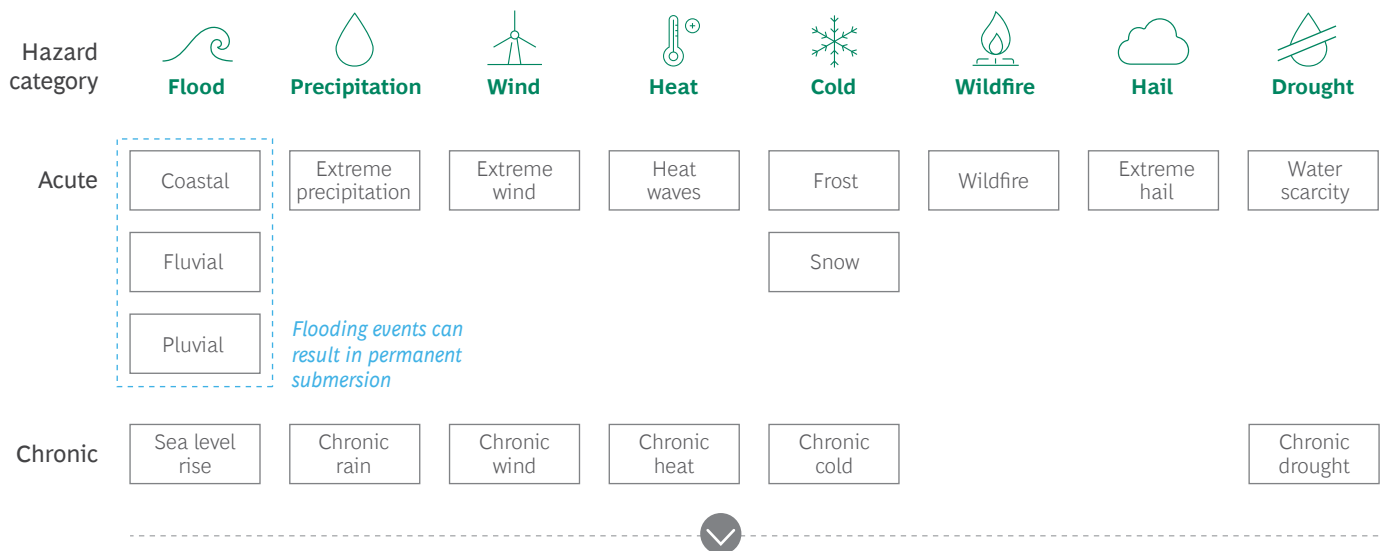 Hazard
category
Flood
Precipitation
Wind
Heat
Cold
Wildfire
Hail
Drought
Acute
Coastal
Extreme
precipitation
Extreme
wind
Heat
waves
Frost
Wildfire
Extreme
hail
Water
scarcity
Fluvial
Snow
Pluvial
Flooding events can
result in permanent
submersion
Chronic
Sea level
rise
Chronic
rain
Chronic
wind
Chronic
heat
Chronic
cold
Chronic
drought